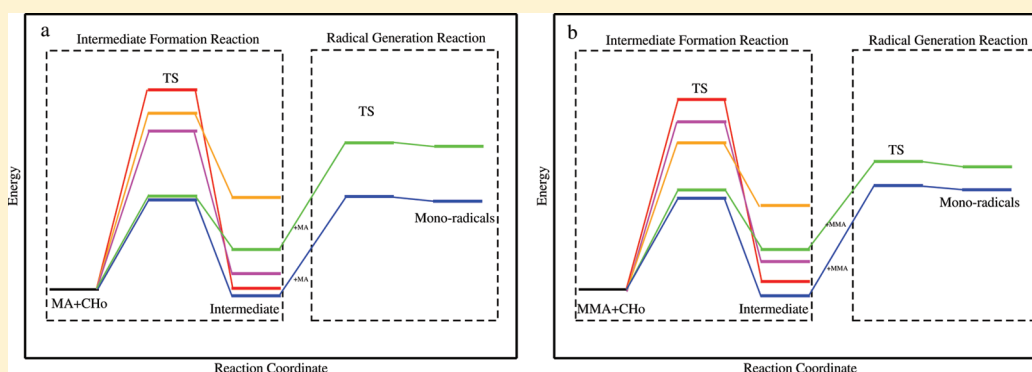 a
Intermediate Formation Reaction
Radical Generation Reaction
TS
TS
Energy
+MA
Mono-radicals
+MA
MA+CHo
Intermediate
Reaction Coordinate
b
Intermediate Formation Reaction
Radical Generation Reaction
TS
TS
Energy
Mono-radicals
+MMA
+MMA
MMA+CHo
Intermediate
Reaction Coordinate